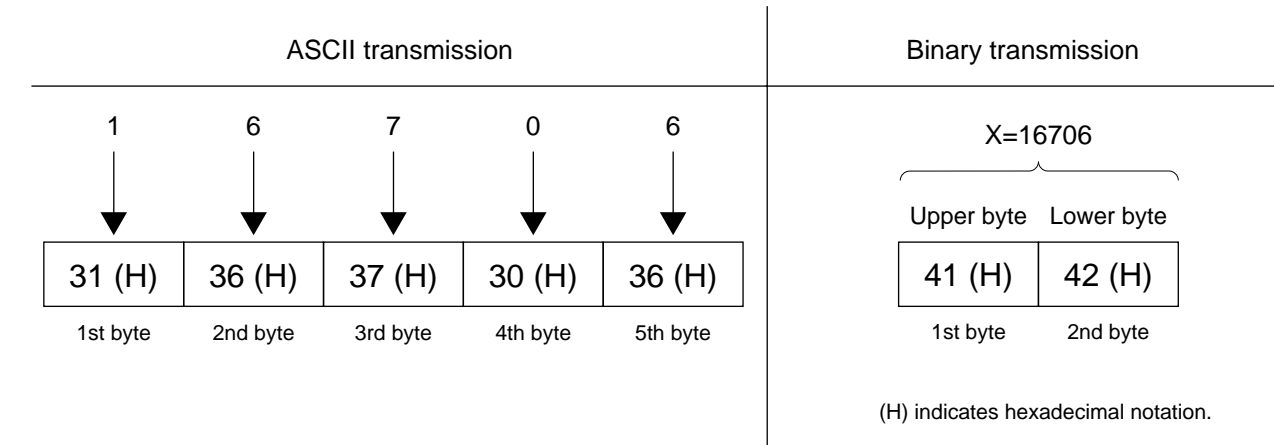 ASCII transmission
1 6 7 0 6
31 (H) 36 (H) 37 (H) 30 (H) 36 (H)
1st byte 2nd byte 3rd byte 4th byte 5th byte
Binary transmission
X=16706
Upper byte Lower byte
41 (H) 42 (H)
1st byte 2nd byte
(H) indicates hexadecimal notation.